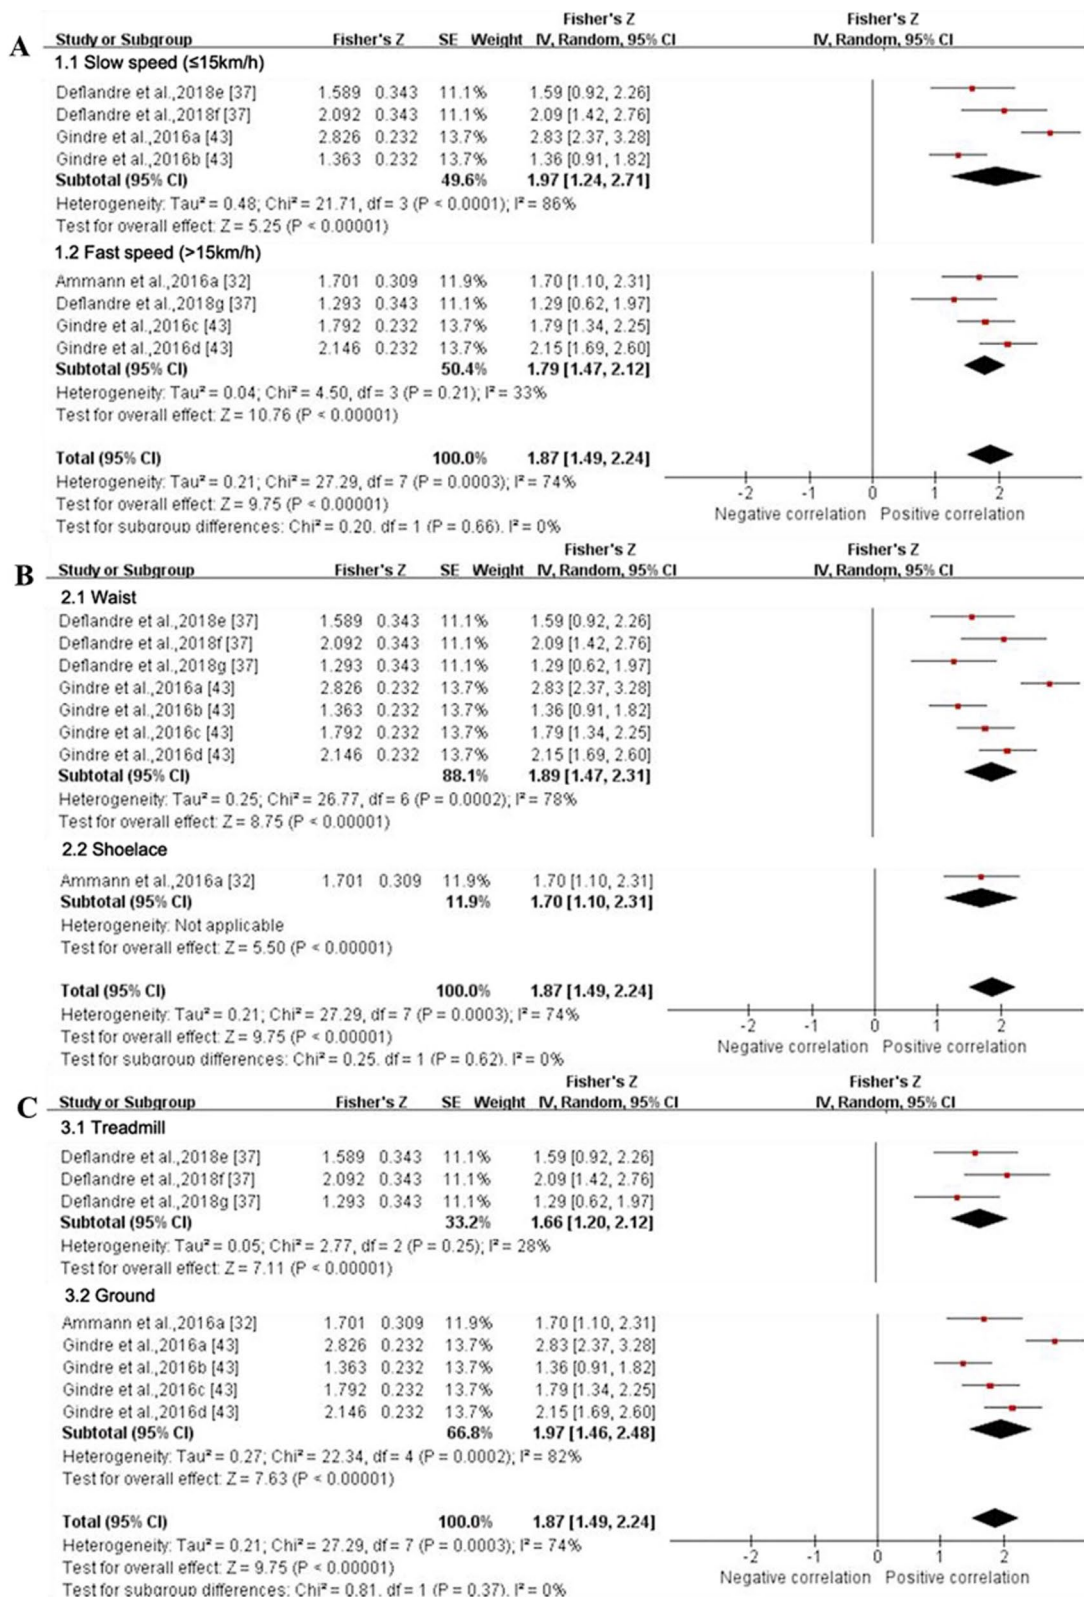 A
Fisher's Z Fisher's Z
Study or Subgroup Fisher's Z SE Weight IV, Random, 95% CI IV, Random, 95% CI
1.1 Slow speed (≤15km/h)
Deflandre et al.,2018e [37] 1.589 0.343 11.1% 1.59 [0.92, 2.26]
Deflandre et al.,2018f [37] 2.092 0.343 11.1% 2.09 [1.42, 2.76]
Gindre et al.,2016a [43] 2.826 0.232 13.7% 2.83 [2.37, 3.28]
Gindre et al.,2016b [43] 1.363 0.232 13.7% 1.36 [0.91, 1.82]
Subtotal (95% CI) 49.6% 1.97 [1.24, 2.71]
Heterogeneity: Tau² = 0.48; Chi² = 21.71, df = 3 (P < 0.0001); I² = 86%
Test for overall effect: Z = 5.25 (P < 0.00001)
1.2 Fast speed (>15km/h)
Ammann et al.,2016a [32] 1.701 0.309 11.9% 1.70 [1.10, 2.31]
Deflandre et al.,2018g [37] 1.293 0.343 11.1% 1.29 [0.62, 1.97]
Gindre et al.,2016c [43] 1.792 0.232 13.7% 1.79 [1.34, 2.25]
Gindre et al.,2016d [43] 2.146 0.232 13.7% 2.15 [1.69, 2.60]
Subtotal (95% CI) 50.4% 1.79 [1.47, 2.12]
Heterogeneity: Tau² = 0.04; Chi² = 4.50, df = 3 (P = 0.21); I² = 33%
Test for overall effect: Z = 10.76 (P < 0.00001)
Total (95% CI) 100.0% 1.87 [1.49, 2.24]
Heterogeneity: Tau² = 0.21; Chi² = 27.29, df = 7 (P = 0.0003); I² = 74%
Test for overall effect: Z = 9.75 (P < 0.00001)
Test for subgroup differences: Chi² = 0.20, df = 1 (P = 0.66), I² = 0%
-2 -1 0 1 2
Negative correlation Positive correlation
B
Fisher's Z Fisher's Z
Study or Subgroup Fisher's Z SE Weight IV, Random, 95% CI IV, Random, 95% CI
2.1 Waist
Deflandre et al.,2018e [37] 1.589 0.343 11.1% 1.59 [0.92, 2.26]
Deflandre et al.,2018f [37] 2.092 0.343 11.1% 2.09 [1.42, 2.76]
Deflandre et al.,2018g [37] 1.293 0.343 11.1% 1.29 [0.62, 1.97]
Gindre et al.,2016a [43] 2.826 0.232 13.7% 2.83 [2.37, 3.28]
Gindre et al.,2016b [43] 1.363 0.232 13.7% 1.36 [0.91, 1.82]
Gindre et al.,2016c [43] 1.792 0.232 13.7% 1.79 [1.34, 2.25]
Gindre et al.,2016d [43] 2.146 0.232 13.7% 2.15 [1.69, 2.60]
Subtotal (95% CI) 88.1% 1.89 [1.47, 2.31]
Heterogeneity: Tau² = 0.25; Chi² = 26.77, df = 6 (P = 0.0002); I² = 78%
Test for overall effect: Z = 8.75 (P < 0.00001)
2.2 Shoelace
Ammann et al.,2016a [32] 1.701 0.309 11.9% 1.70 [1.10, 2.31]
Subtotal (95% CI) 11.9% 1.70 [1.10, 2.31]
Heterogeneity: Not applicable
Test for overall effect: Z = 5.50 (P < 0.00001)
Total (95% CI) 100.0% 1.87 [1.49, 2.24]
Heterogeneity: Tau² = 0.21; Chi² = 27.29, df = 7 (P = 0.0003); I² = 74%
Test for overall effect: Z = 9.75 (P < 0.00001)
Test for subgroup differences: Chi² = 0.25, df = 1 (P = 0.62), I² = 0%
-2 -1 0 1 2
Negative correlation Positive correlation
C
Fisher's Z Fisher's Z
Study or Subgroup Fisher's Z SE Weight IV, Random, 95% CI IV, Random, 95% CI
3.1 Treadmill
Deflandre et al.,2018e [37] 1.589 0.343 11.1% 1.59 [0.92, 2.26]
Deflandre et al.,2018f [37] 2.092 0.343 11.1% 2.09 [1.42, 2.76]
Deflandre et al.,2018g [37] 1.293 0.343 11.1% 1.29 [0.62, 1.97]
Subtotal (95% CI) 33.2% 1.66 [1.20, 2.12]
Heterogeneity: Tau² = 0.05; Chi² = 2.77, df = 2 (P = 0.25); I² = 28%
Test for overall effect: Z = 7.11 (P < 0.00001)
3.2 Ground
Ammann et al.,2016a [32] 1.701 0.309 11.9% 1.70 [1.10, 2.31]
Gindre et al.,2016a [43] 2.826 0.232 13.7% 2.83 [2.37, 3.28]
Gindre et al.,2016b [43] 1.363 0.232 13.7% 1.36 [0.91, 1.82]
Gindre et al.,2016c [43] 1.792 0.232 13.7% 1.79 [1.34, 2.25]
Gindre et al.,2016d [43] 2.146 0.232 13.7% 2.15 [1.69, 2.60]
Subtotal (95% CI) 66.8% 1.97 [1.46, 2.48]
Heterogeneity: Tau² = 0.27; Chi² = 22.34, df = 4 (P = 0.0002); I² = 82%
Test for overall effect: Z = 7.63 (P < 0.00001)
Total (95% CI) 100.0% 1.87 [1.49, 2.24]
Heterogeneity: Tau² = 0.21; Chi² = 27.29, df = 7 (P = 0.0003); I² = 74%
Test for overall effect: Z = 9.75 (P < 0.00001)
Test for subgroup differences: Chi² = 0.81, df = 1 (P = 0.37), I² = 0%
-2 -1 0 1 2
Negative correlation Positive correlation